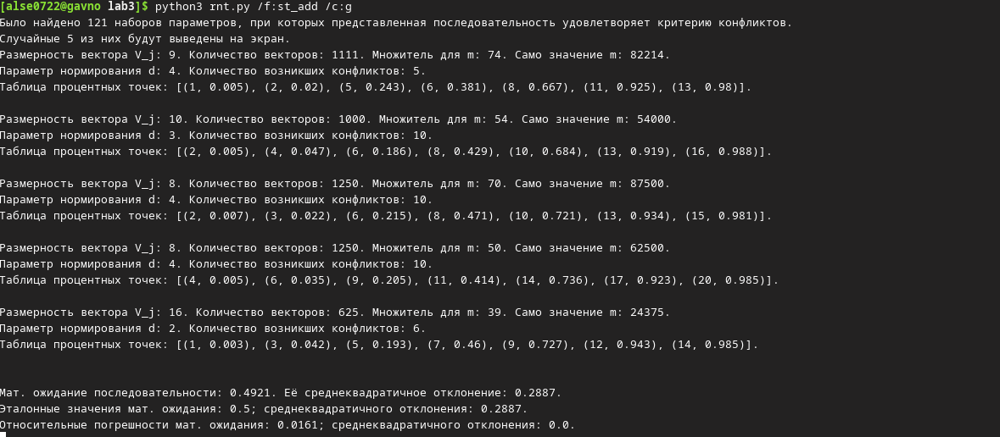 [alse0722@gavno lab3]$ python3 rnt.py /f:st_add /c:g
Было найдено 121 наборов параметров, при которых представленная последовательность удовлетворяет критерию конфликтов.
Случайные 5 из них будут выведены на экран.
Размерность вектора V_j: 9. Количество векторов: 1111. Множитель для m: 74. Само значение m: 82214.
Параметр нормирования d: 4. Количество возникших конфликтов: 5.
Таблица процентных точек: [(1, 0.005), (2, 0.02), (5, 0.243), (6, 0.381), (8, 0.667), (11, 0.925), (13, 0.98)].
Размерность вектора V_j: 10. Количество векторов: 1000. Множитель для m: 54. Само значение m: 54000.
Параметр нормирования d: 3. Количество возникших конфликтов: 10.
Таблица процентных точек: [(2, 0.005), (4, 0.047), (6, 0.186), (8, 0.429), (10, 0.684), (13, 0.919), (16, 0.988)].
Размерность вектора V_j: 8. Количество векторов: 1250. Множитель для m: 70. Само значение m: 87500.
Параметр нормирования d: 4. Количество возникших конфликтов: 10.
Таблица процентных точек: [(2, 0.007), (3, 0.022), (6, 0.215), (8, 0.471), (10, 0.721), (13, 0.934), (15, 0.981)].
Размерность вектора V_j: 8. Количество векторов: 1250. Множитель для m: 50. Само значение m: 62500.
Параметр нормирования d: 4. Количество возникших конфликтов: 10.
Таблица процентных точек: [(4, 0.005), (6, 0.035), (9, 0.205), (11, 0.414), (14, 0.736), (17, 0.923), (20, 0.985)].
Размерность вектора V_j: 16. Количество векторов: 625. Множитель для m: 39. Само значение m: 24375.
Параметр нормирования d: 2. Количество возникших конфликтов: 6.
Таблица процентных точек: [(1, 0.003), (3, 0.042), (5, 0.193), (7, 0.46), (9, 0.727), (12, 0.943), (14, 0.985)].
Мат. ожидание последовательности: 0.4921. Её среднеквадратичное отклонение: 0.2887.
Эталонные значения мат. ожидания: 0.5; среднеквадратичного отклонения: 0.2887.
Относительные погрешности мат. ожидания: 0.0161; среднеквадратичного отклонения: 0.0.